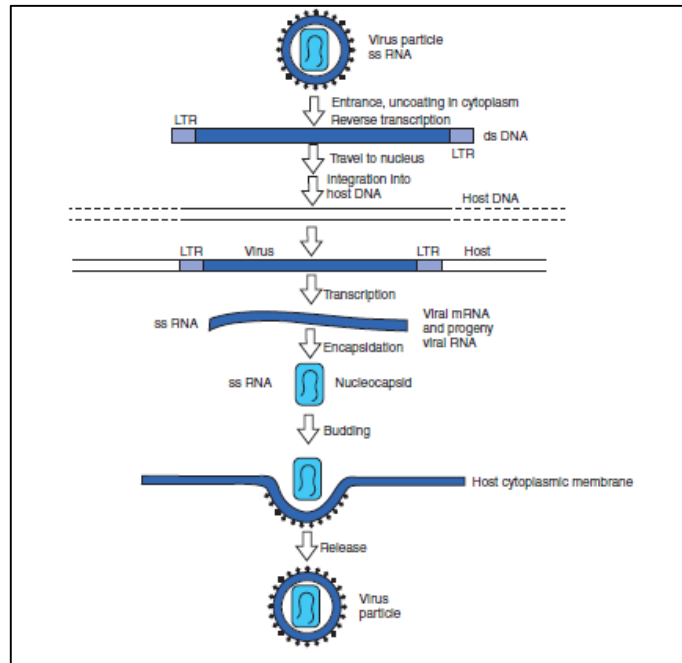 Virus particle
ss RNA
Entrance, uncoating in cytoplasm
Reverse transcription
LTR
ds DNA
LTR
Travel to nucleus
Integration into
host DNA
Host DNA
LTR
Virus
LTR
Host
Transcription
ss RNA
Viral mRNA
and progeny
viral RNA
Encapsidation
ss RNA
Nucleocapsid
Budding
Host cytoplasmic membrane
Release
Virus
particle